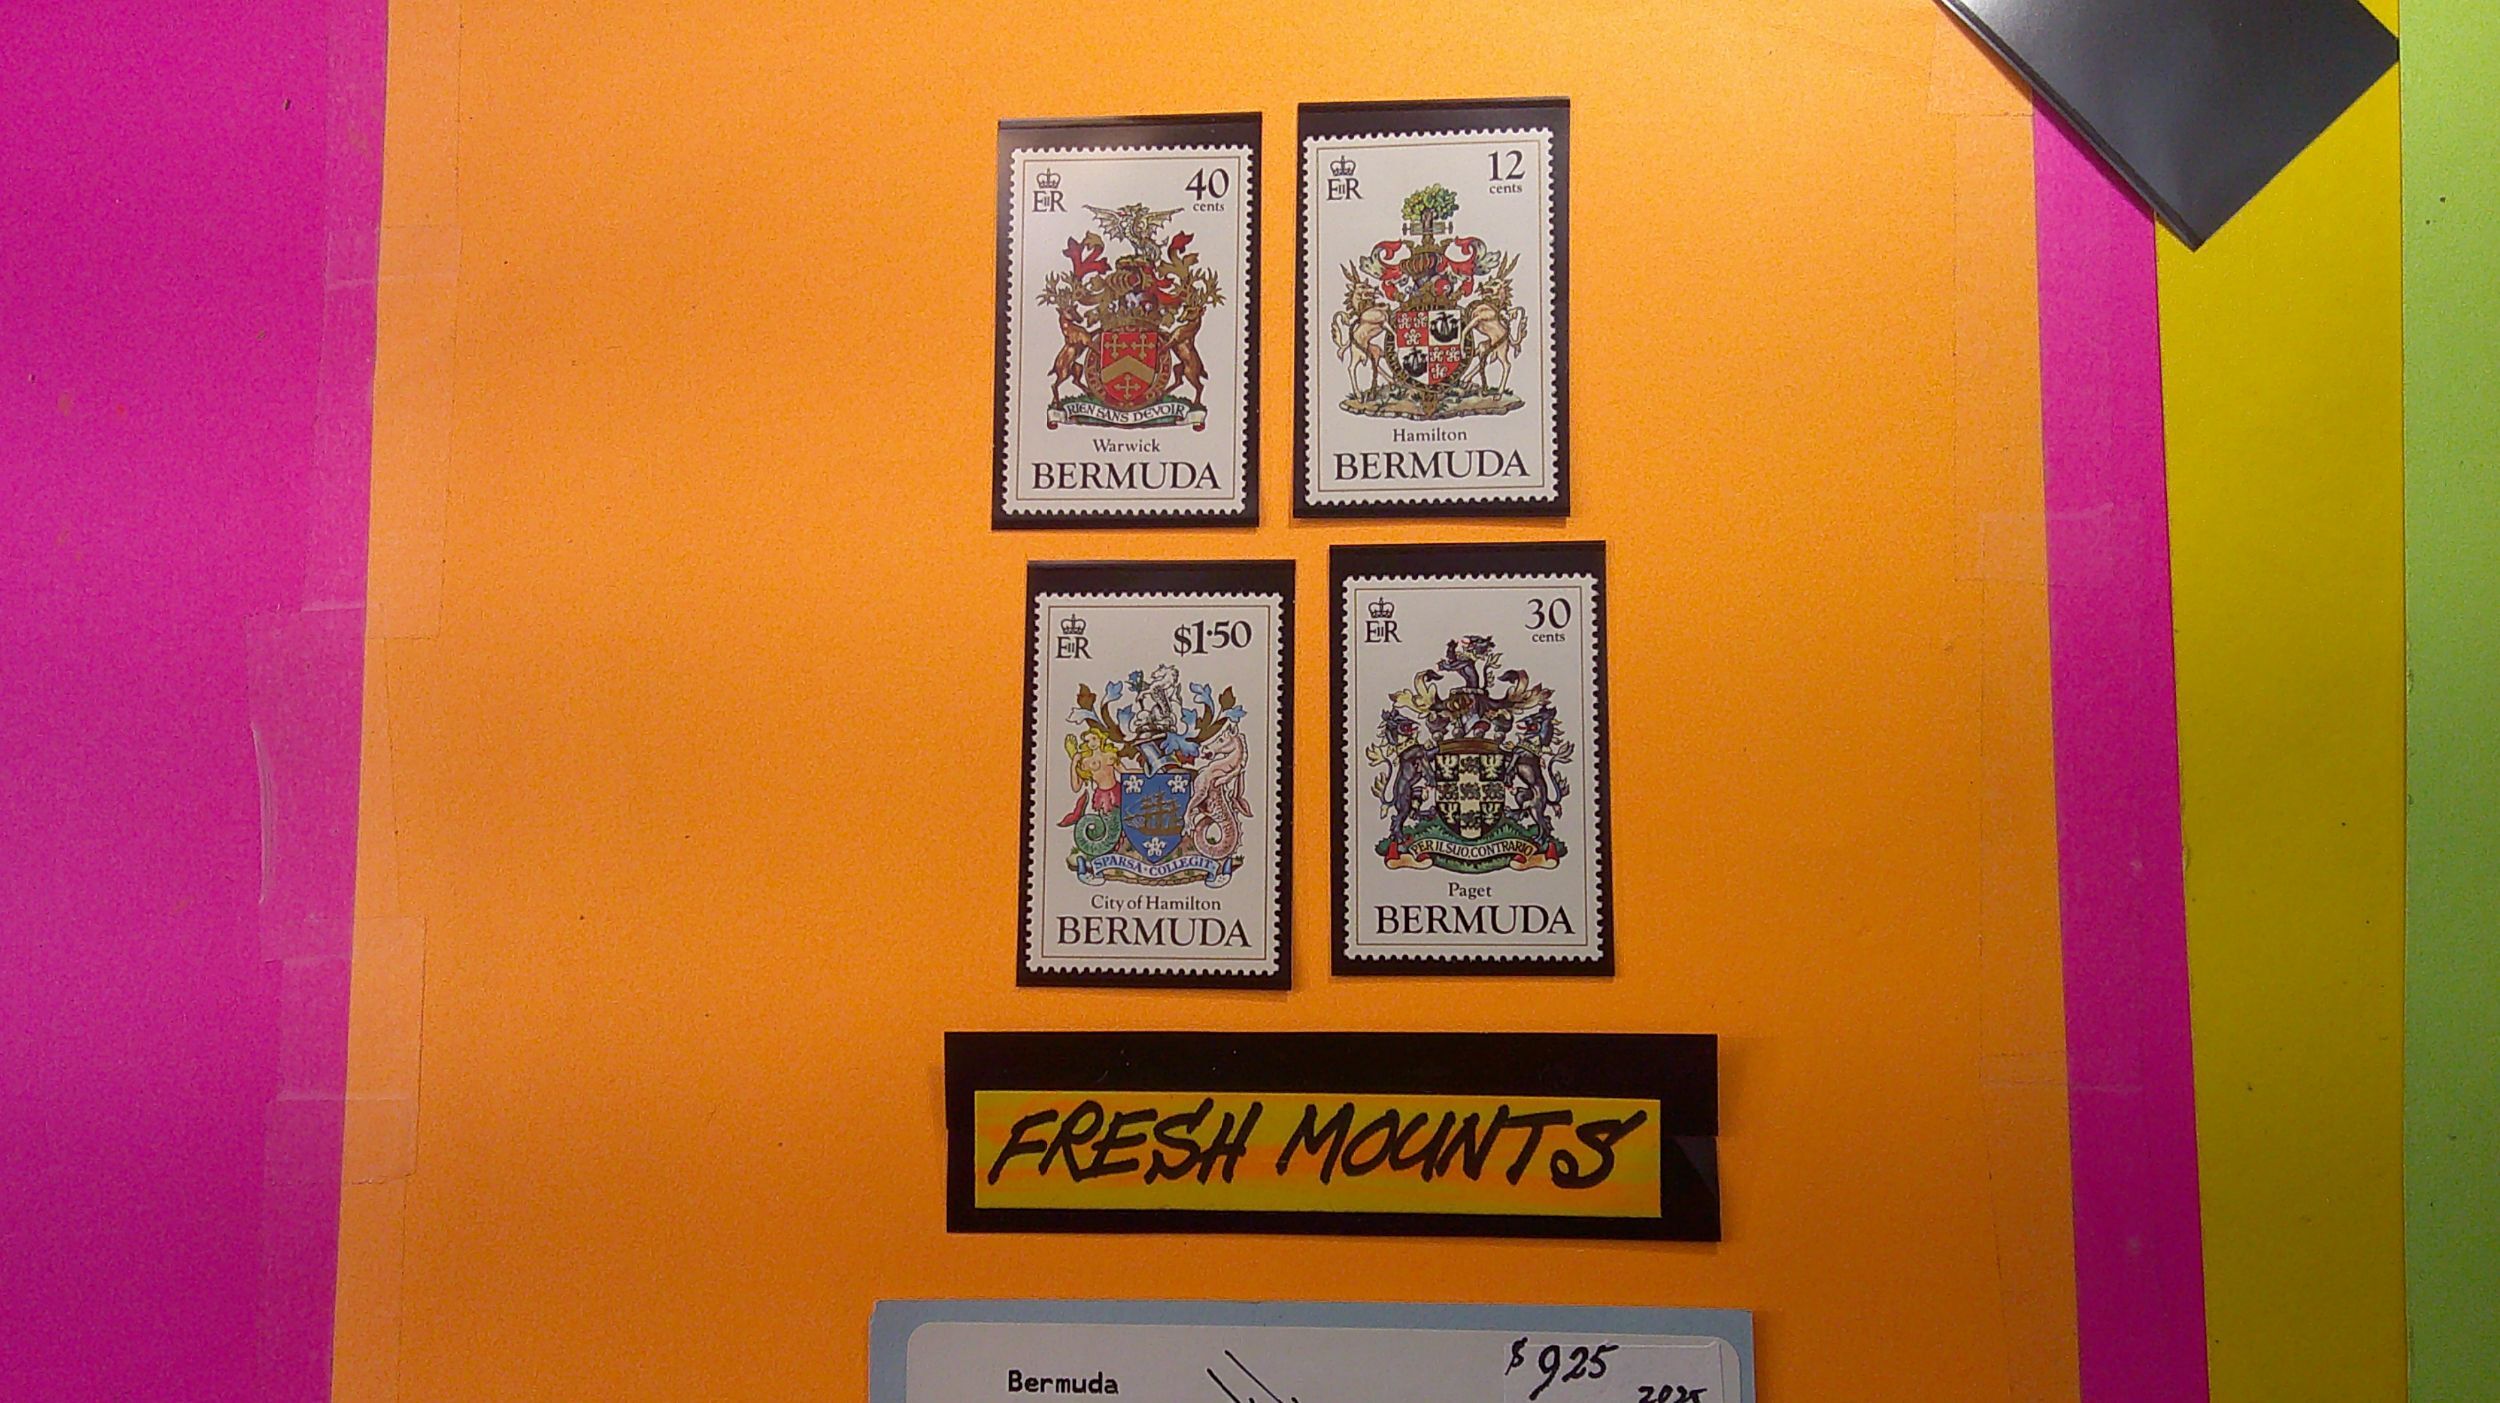 EIIR
40
cents
RIEN SANS DEVOIR
Warwick
BERMUDA
EIIR
12
cents
Hamilton
BERMUDA
EIIR
$1·50
SPARSA·COLLEGIT
City of Hamilton
BERMUDA
EIIR
30
cents
PER IL SUO, CONTRARIO
Paget
BERMUDA
FRESH MOUNTS
Bermuda
$ 925
2025